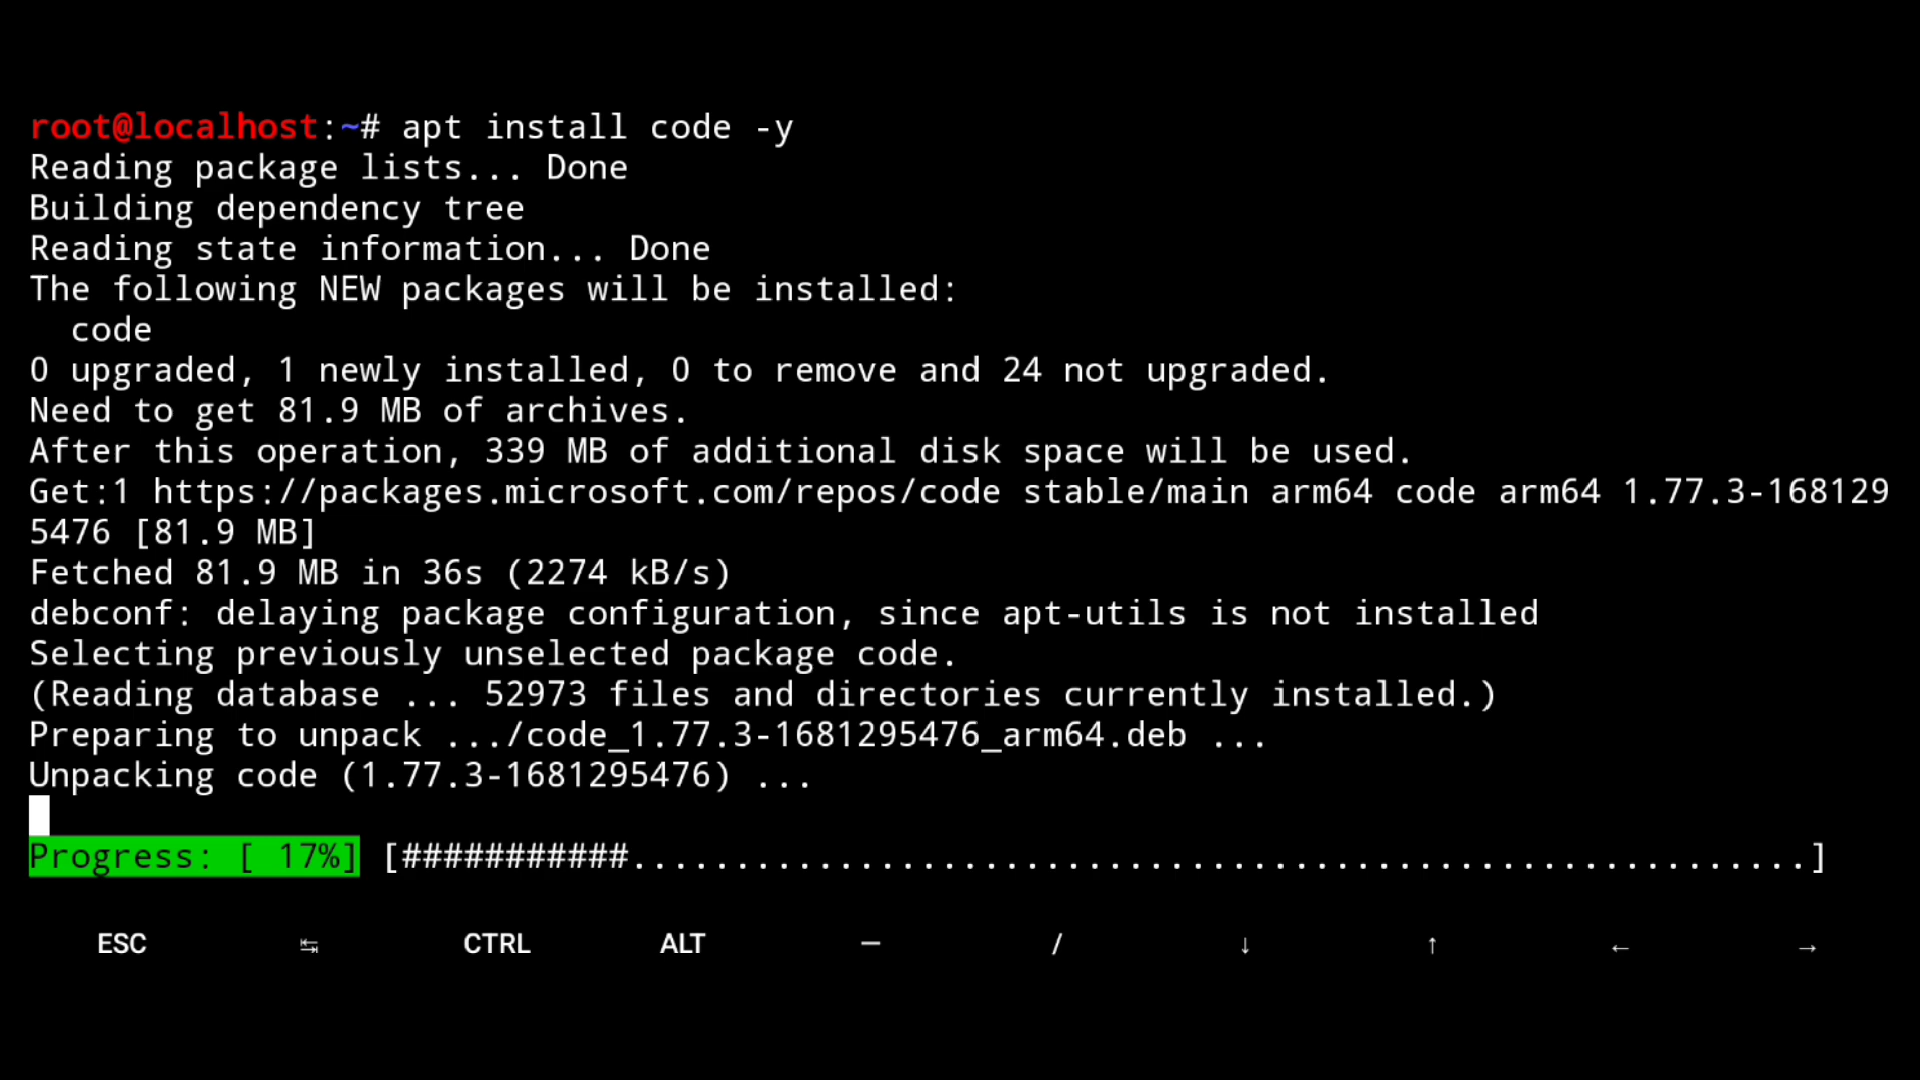 root@localhost:~# apt install code -y
Reading package lists... Done
Building dependency tree
Reading state information... Done
The following NEW packages will be installed:
  code
0 upgraded, 1 newly installed, 0 to remove and 24 not upgraded.
Need to get 81.9 MB of archives.
After this operation, 339 MB of additional disk space will be used.
Get:1 https://packages.microsoft.com/repos/code stable/main arm64 code arm64 1.77.3-168129
5476 [81.9 MB]
Fetched 81.9 MB in 36s (2274 kB/s)
debconf: delaying package configuration, since apt-utils is not installed
Selecting previously unselected package code.
(Reading database ... 52973 files and directories currently installed.)
Preparing to unpack .../code_1.77.3-1681295476_arm64.deb ...
Unpacking code (1.77.3-1681295476) ...
Progress: [ 17%] [###########.........................................................]
ESC ↹ CTRL ALT — / ↓ ↑ ← →